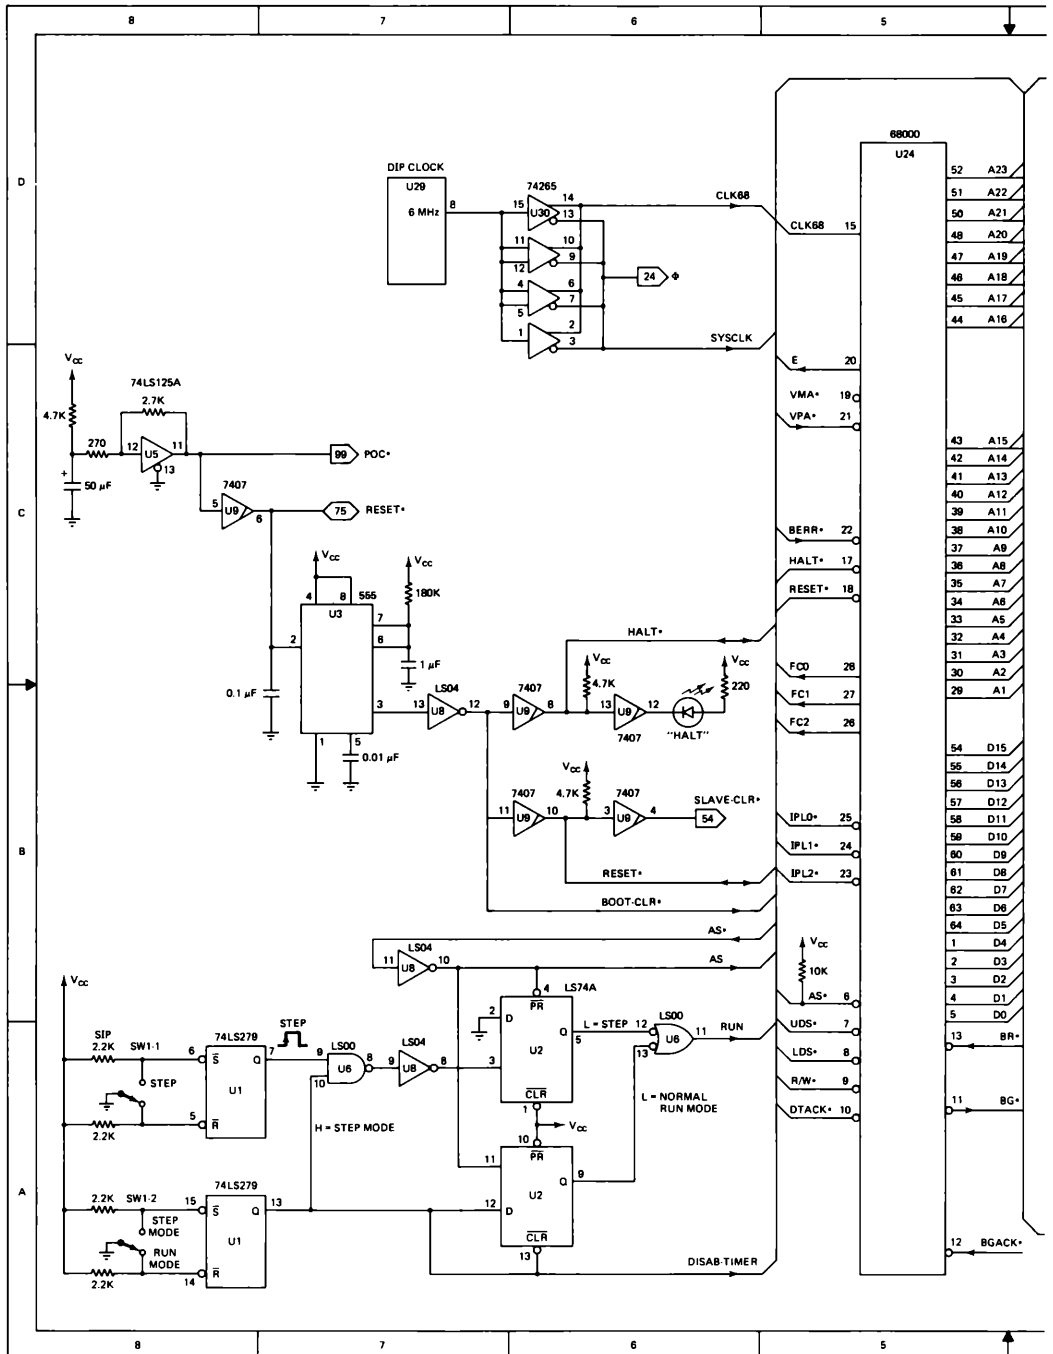 8 7 6 5
D
C
B
A
DIP CLOCK
U29
6 MHz
8
74265
U30
15 14
13
11 10
12 9
4 6
5 7
1 2
3
24 Φ
CLK68
SYSCLK
68000
U24
CLK68 15
E 20
VMA* 19
VPA* 21
BERR* 22
HALT* 17
RESET* 18
FC0 28
FC1 27
FC2 26
IPL0* 25
IPL1* 24
IPL2* 23
VCC
10K
AS* 6
UDS* 7
LDS* 8
R/W* 9
DTACK* 10
52 A23
51 A22
50 A21
48 A20
47 A19
46 A18
45 A17
44 A16
43 A15
42 A14
41 A13
40 A12
39 A11
38 A10
37 A9
36 A8
35 A7
34 A6
33 A5
32 A4
31 A3
30 A2
29 A1
54 D15
55 D14
56 D13
57 D12
58 D11
59 D10
60 D9
61 D8
62 D7
63 D6
64 D5
1 D4
2 D3
3 D2
4 D1
5 D0
13 BR*
11 BG*
12 BGACK*
VCC
4.7K
270
+
50 µF
74LS125A
2.7K
12 U5 11
13
99 POC*
7407
5 U9 6
75 RESET*
VCC
4 8 555
U3
2
7
6
3
1 5
VCC
180K
1 µF
0.1 µF
0.01 µF
LS04
13 U8 12
7407
9 U9 8
VCC
4.7K
13 U9 12
7407
HALT*
VCC
220
"HALT"
7407
11 U9 10
VCC
4.7K
7407
3 U9 4
SLAVE-CLR*
54
RESET*
BOOT-CLR*
AS*
LS04
11 U8 10
AS
VCC
SIP
2.2K
SW1-1
STEP
2.2K
74LS279
6 S Q 7
U1
5 R
STEP
LS00
9
10 U6 8
H = STEP MODE
LS04
9 U8 8
LS74A
4
PR
2 D Q 5
3 U2
CLR
1
VCC
10
PR
11
Q 9
U2
12 D
CLR
13
L = STEP
L = NORMAL
RUN MODE
LS00
12
13 U6 11
RUN
2.2K
SW1-2
STEP
MODE
RUN
MODE
2.2K
74LS279
15 S Q 13
U1
14 R
DISAB-TIMER
8 7 6 5